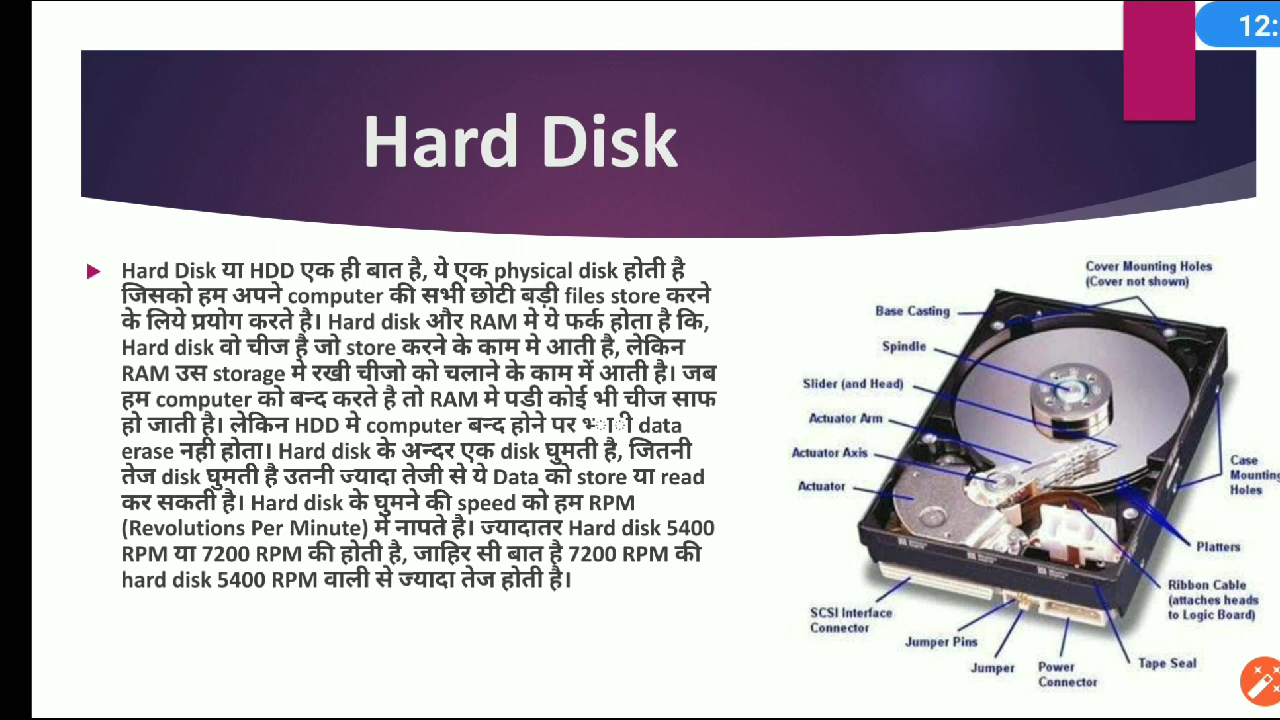 12:
Hard Disk
Hard Disk या HDD एक ही बात है, ये एक physical disk होती है
जिसको हम अपने computer की सभी छोटी बड़ी files store करने
के लिये प्रयोग करते है। Hard disk और RAM मे ये फर्क होता है कि,
Hard disk वो चीज है जो store करने के काम मे आती है, लेकिन
RAM उस storage मे रखी चीजो को चलाने के काम में आती है। जब
हम computer को बन्द करते है तो RAM मे पडी कोई भी चीज साफ
हो जाती है। लेकिन HDD मे computer बन्द होने पर data
erase नही होता। Hard disk के अन्दर एक disk घुमती है, जितनी
तेज disk घुमती है उतनी ज्यादा तेजी से ये Data को store या read
कर सकती है। Hard disk के घुमने की speed को हम RPM
(Revolutions Per Minute) में नापते है। ज्यादातर Hard disk 5400
RPM या 7200 RPM की होती है, जाहिर सी बात है 7200 RPM की
hard disk 5400 RPM वाली से ज्यादा तेज होती है।
Cover Mounting Holes
(Cover not shown)
Base Casting
Spindle
Slider (and Head)
Actuator Arm
Actuator Axis
Actuator
Case
Mounting
Holes
Platters
Ribbon Cable
(attaches heads
to Logic Board)
SCSI Interface
Connector
Jumper Pins
Jumper
Power
Connector
Tape Seal